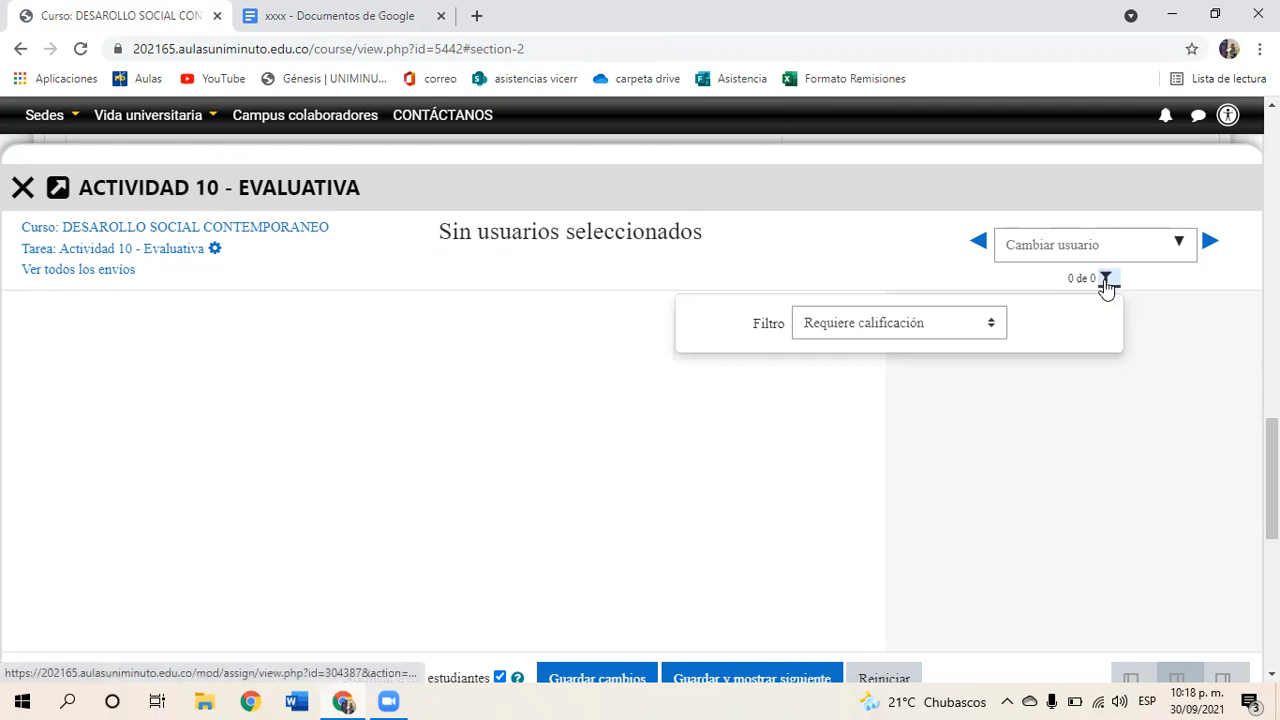 Curso: DESAROLLO SOCIAL CON
xxxx - Documentos de Google
202165.aulasuniminuto.edu.co/course/view.php?id=5442#section-2
Aplicaciones
Aulas
YouTube
Génesis | UNIMINU...
correo
asistencias vicerr
carpeta drive
Asistencia
Formato Remisiones
Lista de lectura
Sedes
Vida universitaria
Campus colaboradores
CONTÁCTANOS
ACTIVIDAD 10 - EVALUATIVA
Curso: DESAROLLO SOCIAL CONTEMPORANEO
Tarea: Actividad 10 - Evaluativa
Ver todos los envíos
Sin usuarios seleccionados
Cambiar usuario
0 de 0
Filtro
Requiere calificación
https://202165.aulasuniminuto.edu.co/mod/assign/view.php?id=304387&action=...
estudiantes
Guardar cambios
Guardar y mostrar siguiente
Reiniciar
21°C Chubascos
ESP
10:18 p. m.
30/09/2021
3